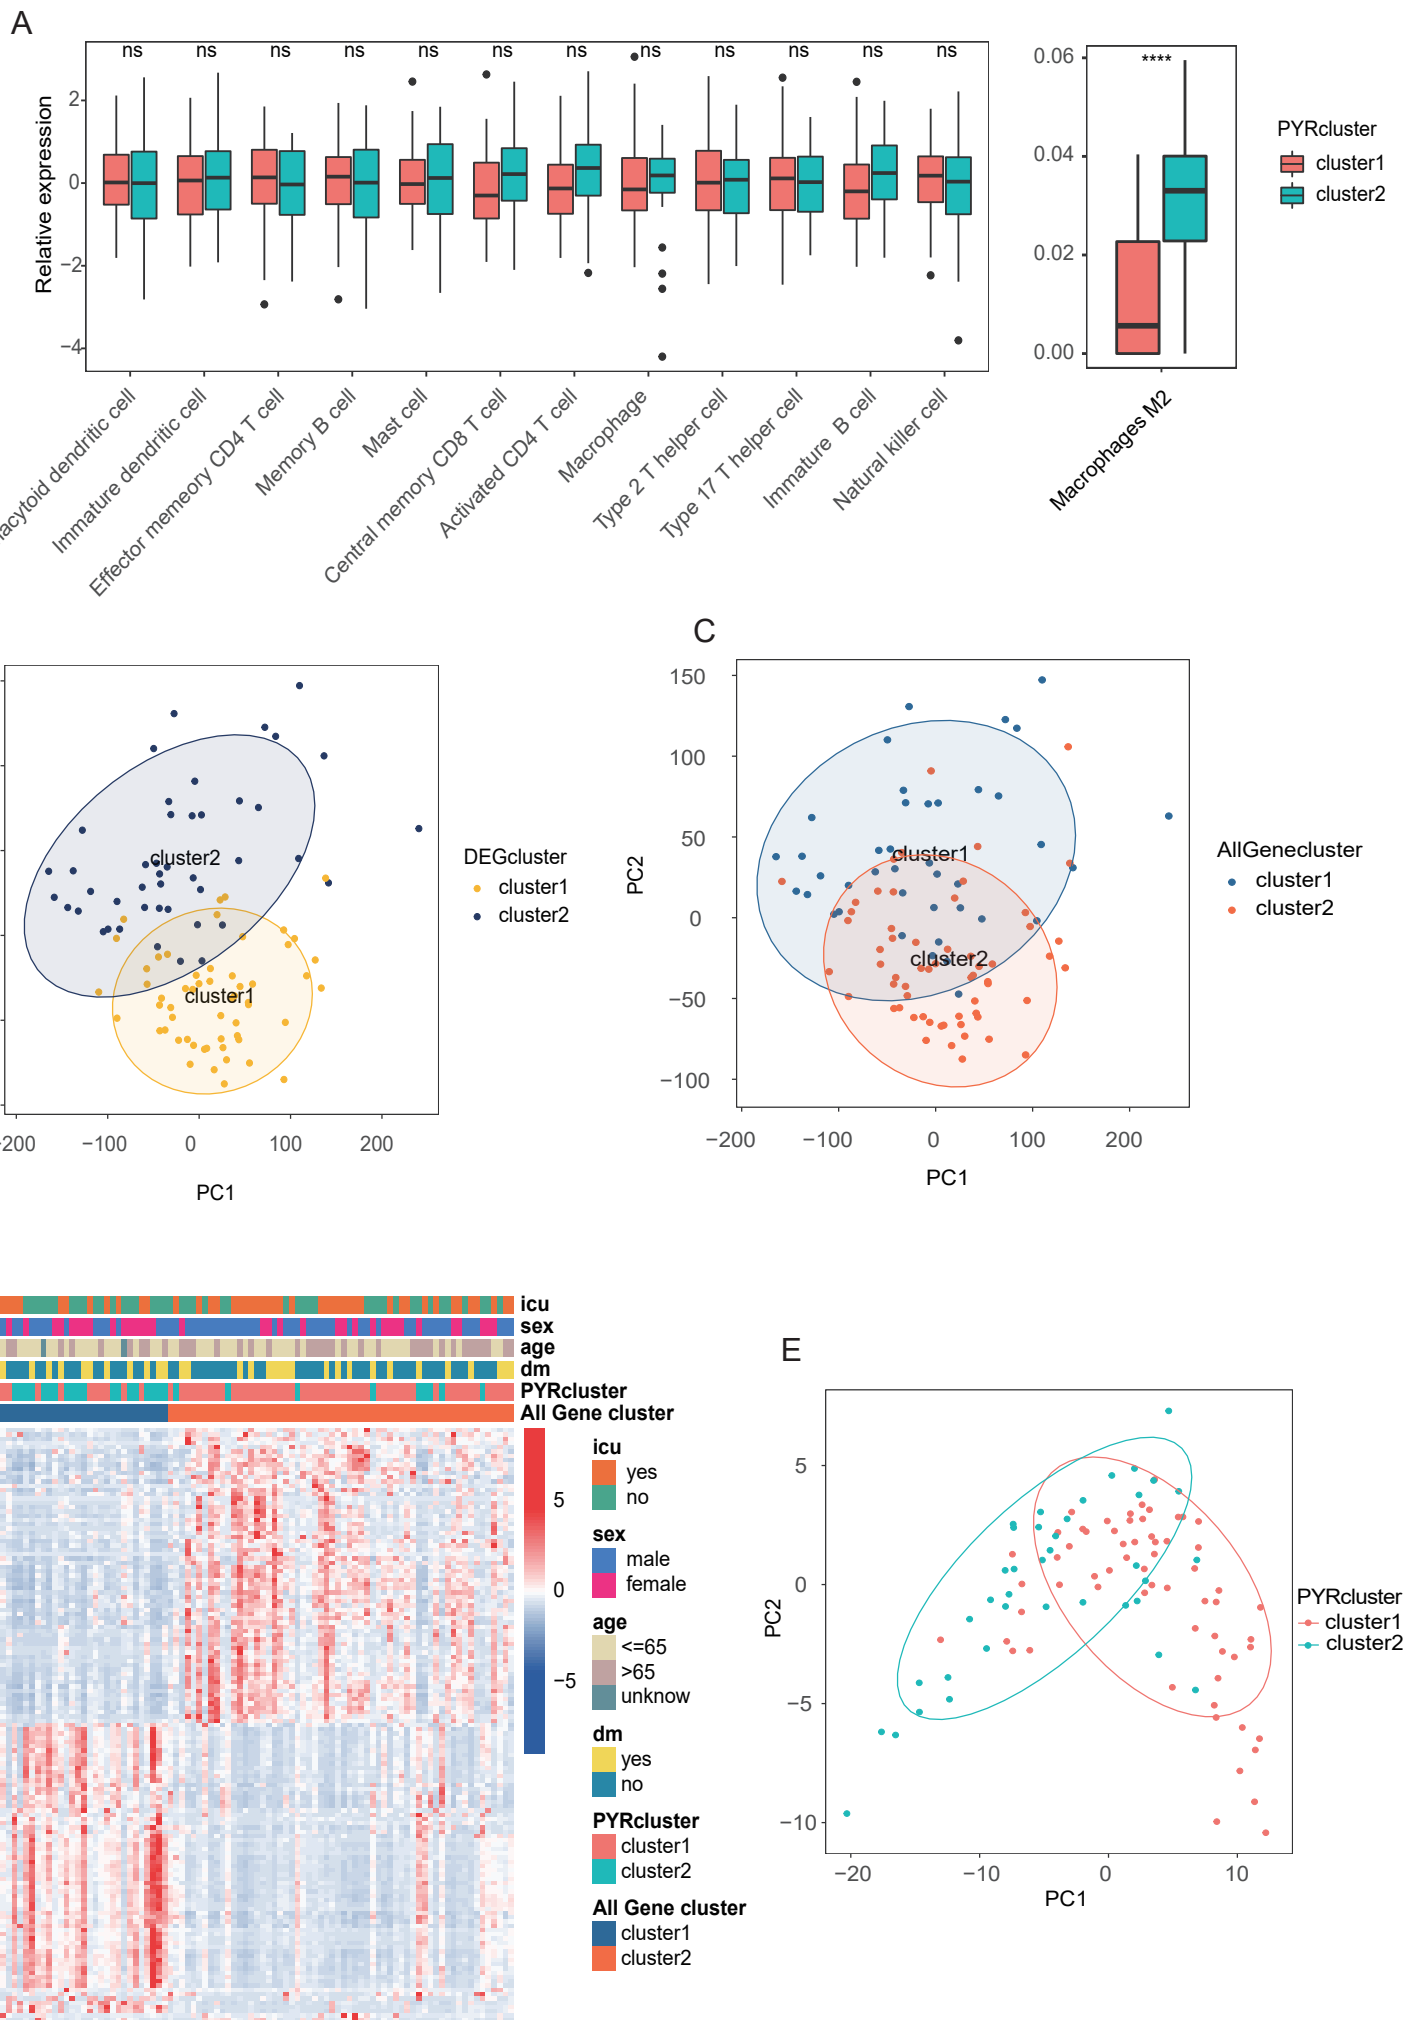 A
ns ns ns ns ns ns ns ns ns ns ns ns
Relative expression
2
0
−2
−4
acytoid dendritic cell
Immature dendritic cell
Effector memeory CD4 T cell
Memory B cell
Mast cell
Central memory CD8 T cell
Activated CD4 T cell
Macrophage
Type 2 T helper cell
Type 17 T helper cell
Immature B cell
Natural killer cell
****
0.06
0.04
0.02
0.00
Macrophages M2
PYRcluster
cluster1
cluster2
cluster2
cluster1
−200 −100 0 100 200
PC1
DEGcluster
cluster1
cluster2
C
150
100
50
0
−50
−100
PC2
cluster1
cluster2
−200 −100 0 100 200
PC1
AllGenecluster
cluster1
cluster2
icu
sex
age
dm
PYRcluster
All Gene cluster
5
0
−5
icu
yes
no
sex
male
female
age
<=65
>65
unknow
dm
yes
no
PYRcluster
cluster1
cluster2
All Gene cluster
cluster1
cluster2
E
5
0
−5
−10
PC2
−20 −10 0 10
PC1
PYRcluster
cluster1
cluster2